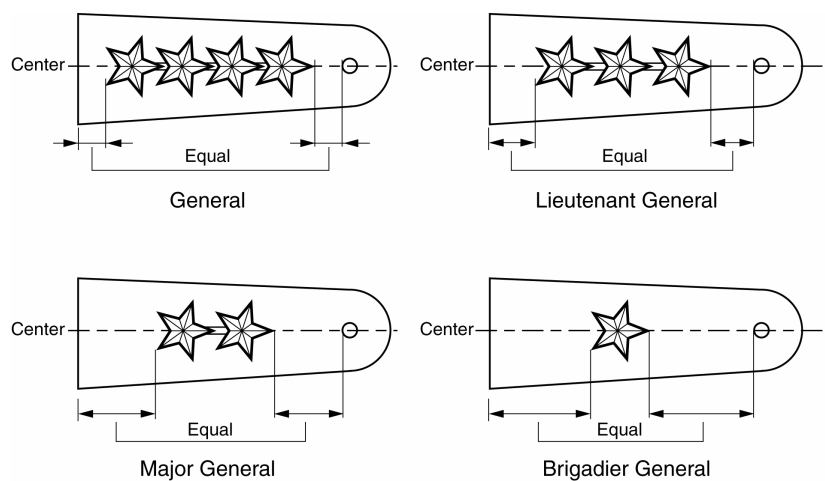 Center
Equal
General
Center
Equal
Lieutenant General
Center
Equal
Major General
Center
Equal
Brigadier General